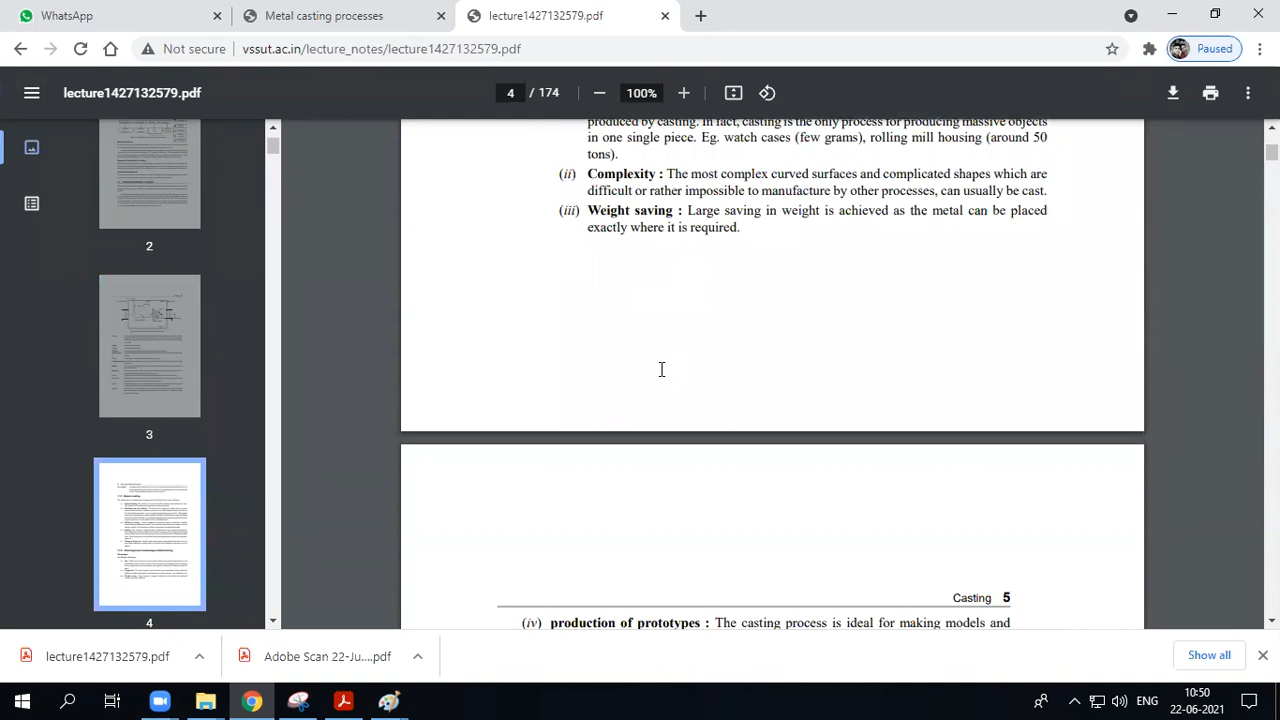 WhatsApp
Metal casting processes
lecture1427132579.pdf
Not secure
vssut.ac.in/lecture_notes/lecture1427132579.pdf
Paused
lecture1427132579.pdf
4 / 174
100%
2
3
4
produced by casting. In fact, casting is the only process for producing massive objects
in one single piece. Eg. watch cases (few grams), rolling mill housing (around 50
tons).
(ii) Complexity : The most complex curved surfaces and complicated shapes which are
difficult or rather impossible to manufacture by other processes, can usually be cast.
(iii) Weight saving : Large saving in weight is achieved as the metal can be placed
exactly where it is required.
Casting 5
(iv) production of prototypes : The casting process is ideal for making models and
lecture1427132579.pdf
Adobe Scan 22-Ju....pdf
Show all
ENG
10:50
22-06-2021